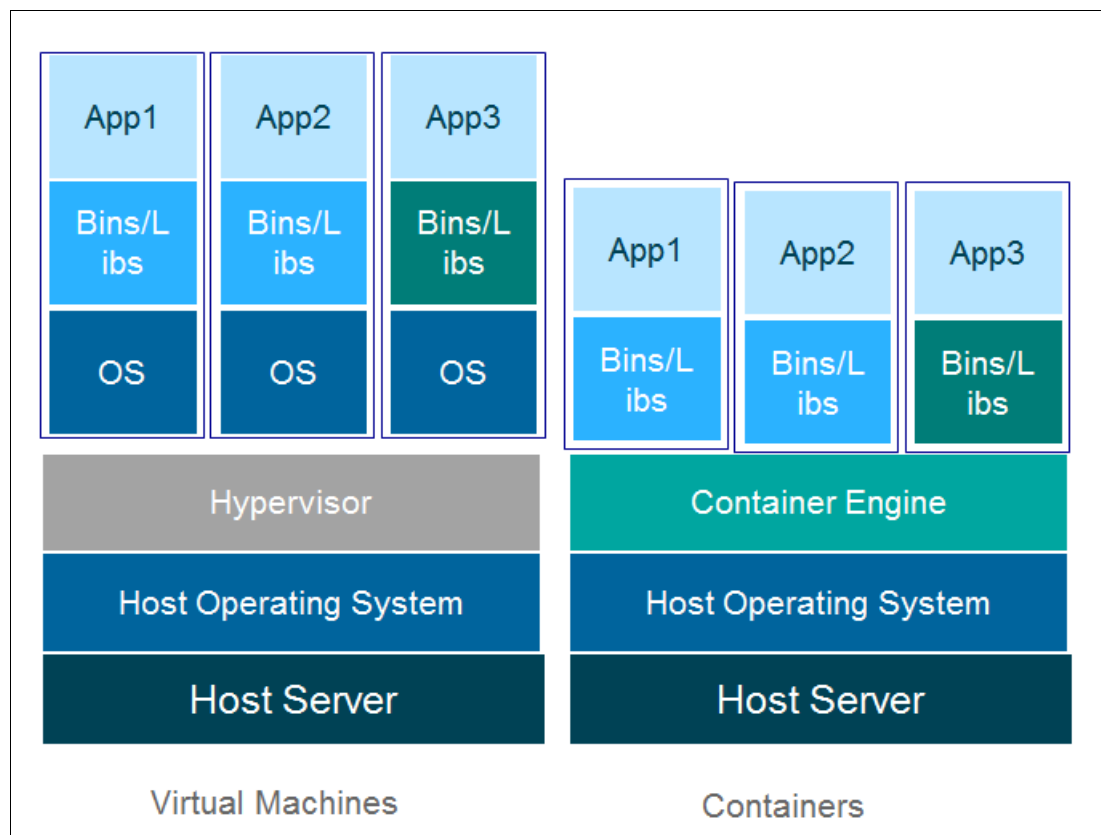 App1
App2
App3
Bins/L
ibs
Bins/L
ibs
Bins/L
ibs
OS
OS
OS
Hypervisor
Host Operating System
Host Server
Virtual Machines
App1
App2
App3
Bins/L
ibs
Bins/L
ibs
Bins/L
ibs
Container Engine
Host Operating System
Host Server
Containers